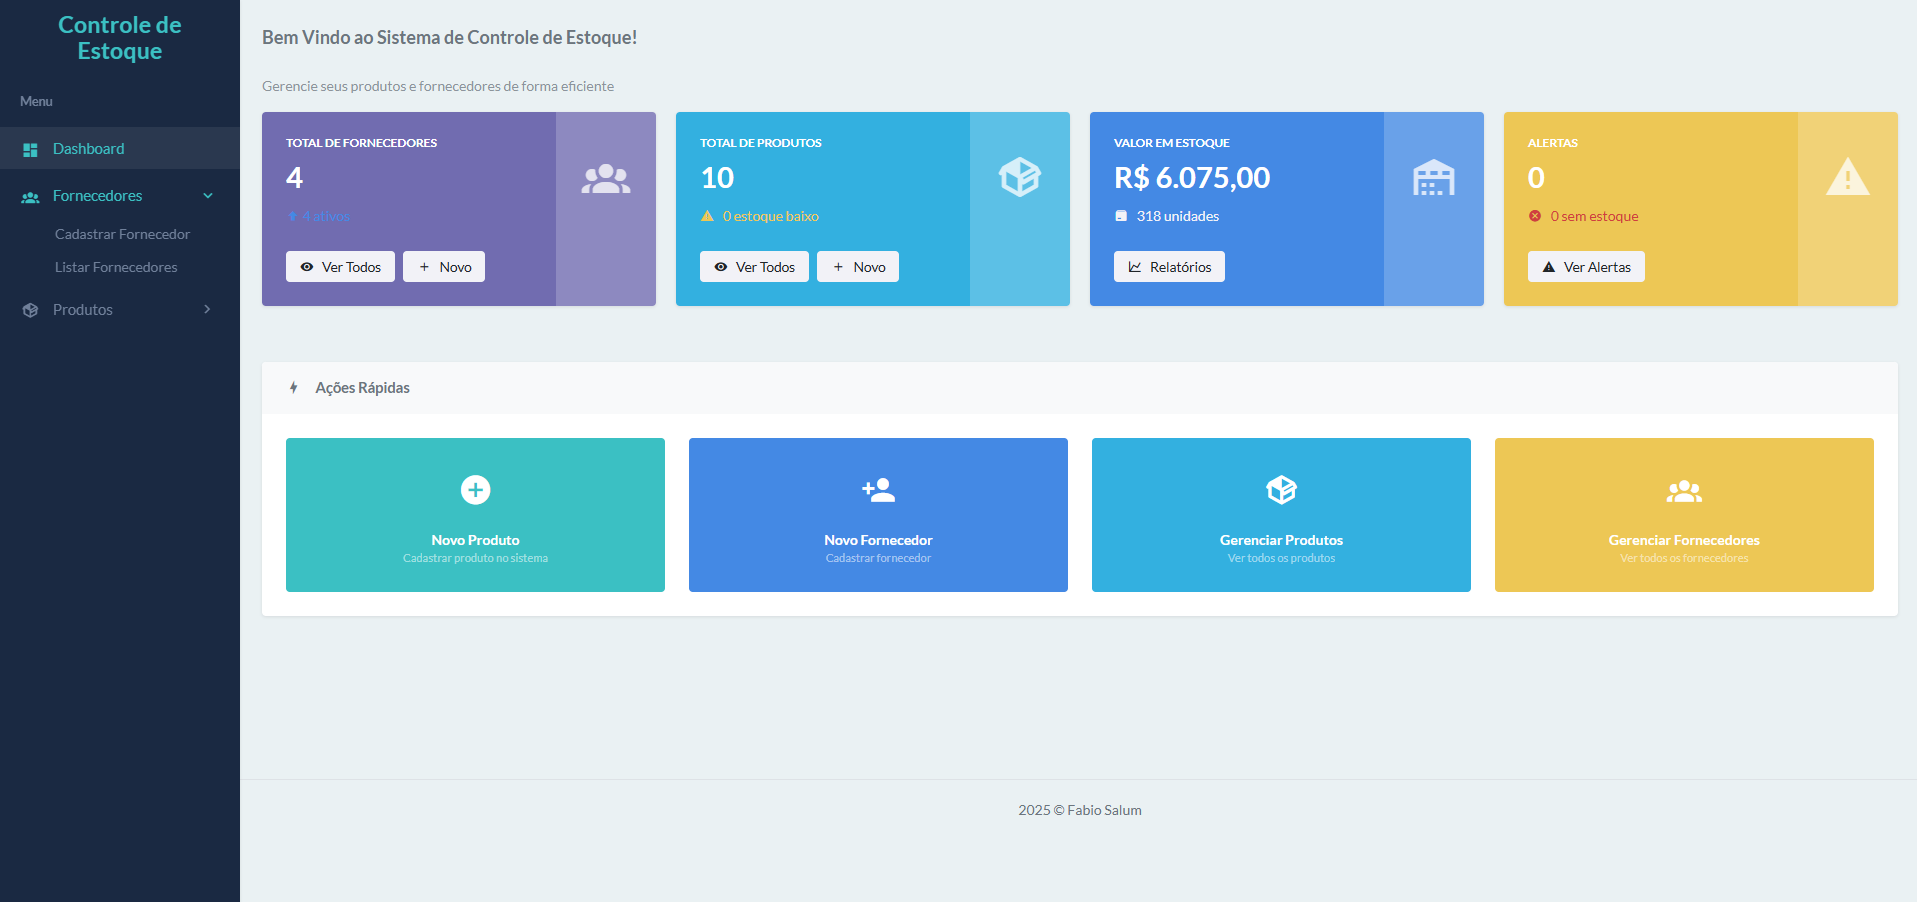 Controle de
Estoque
Menu
Dashboard
Fornecedores
Cadastrar Fornecedor
Listar Fornecedores
Produtos
Bem Vindo ao Sistema de Controle de Estoque!
Gerencie seus produtos e fornecedores de forma eficiente
TOTAL DE FORNECEDORES
4
4 ativos
Ver Todos
Novo
TOTAL DE PRODUTOS
10
0 estoque baixo
Ver Todos
Novo
VALOR EM ESTOQUE
R$ 6.075,00
318 unidades
Relatórios
ALERTAS
0
0 sem estoque
Ver Alertas
Ações Rápidas
Novo Produto
Cadastrar produto no sistema
Novo Fornecedor
Cadastrar fornecedor
Gerenciar Produtos
Ver todos os produtos
Gerenciar Fornecedores
Ver todos os fornecedores
2025 © Fabio Salum